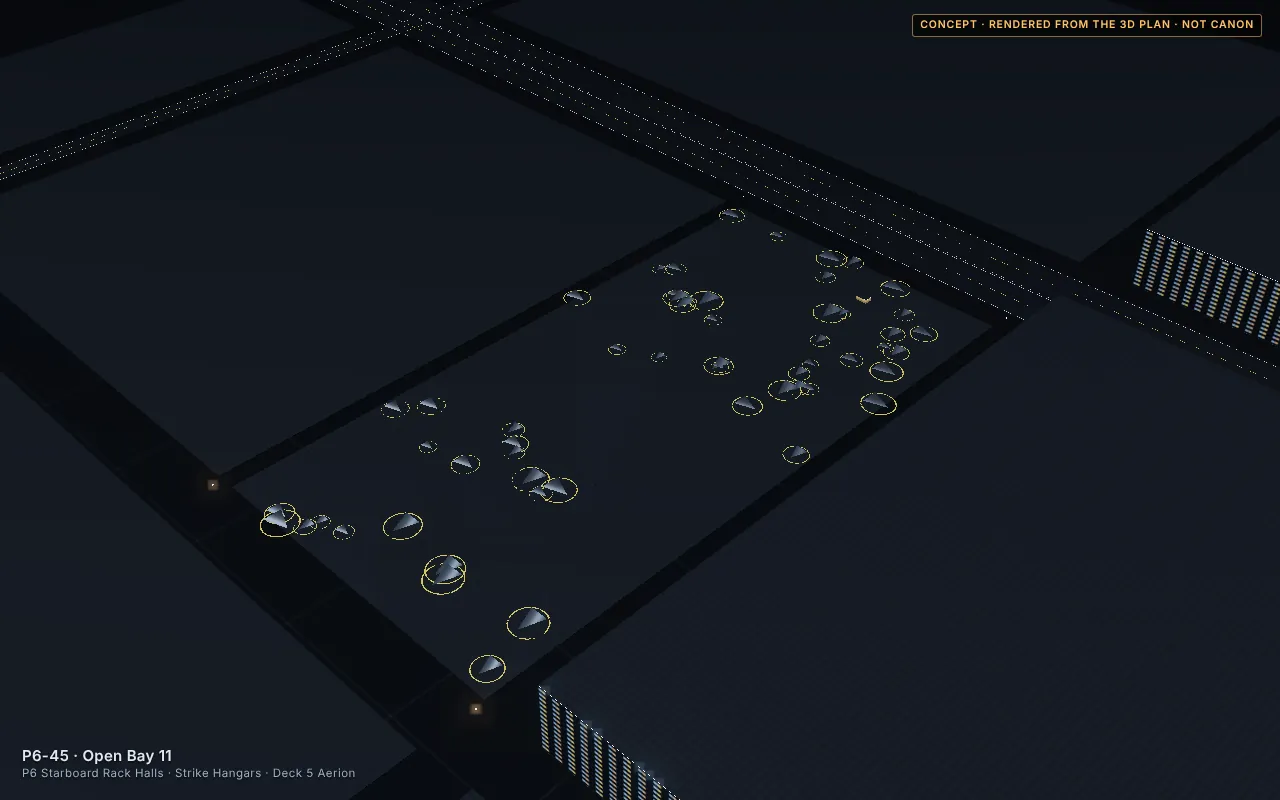 CONCEPT · RENDERED FROM THE 3D PLAN · NOT CANON
P6-45 · Open Bay 11
P6 Starboard Rack Halls · Strike Hangars · Deck 5 Aerion